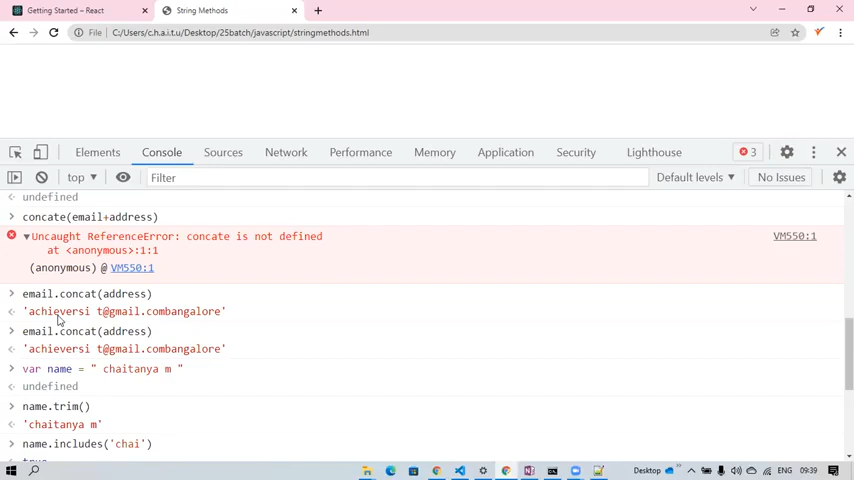 Getting Started – React
String Methods
File
C:/Users/c.h.a.i.t.u/Desktop/25batch/javascript/stringmethods.html
Elements
Console
Sources
Network
Performance
Memory
Application
Security
Lighthouse
3
top
Filter
Default levels
No Issues
undefined
concate(email+address)
Uncaught ReferenceError: concate is not defined
VM550:1
at <anonymous>:1:1
(anonymous) @ VM550:1
email.concat(address)
'achieversi t@gmail.combangalore'
email.concat(address)
'achieversi t@gmail.combangalore'
var name = " chaitanya m "
undefined
name.trim()
'chaitanya m'
name.includes('chai')
true
Desktop
ENG
09:39